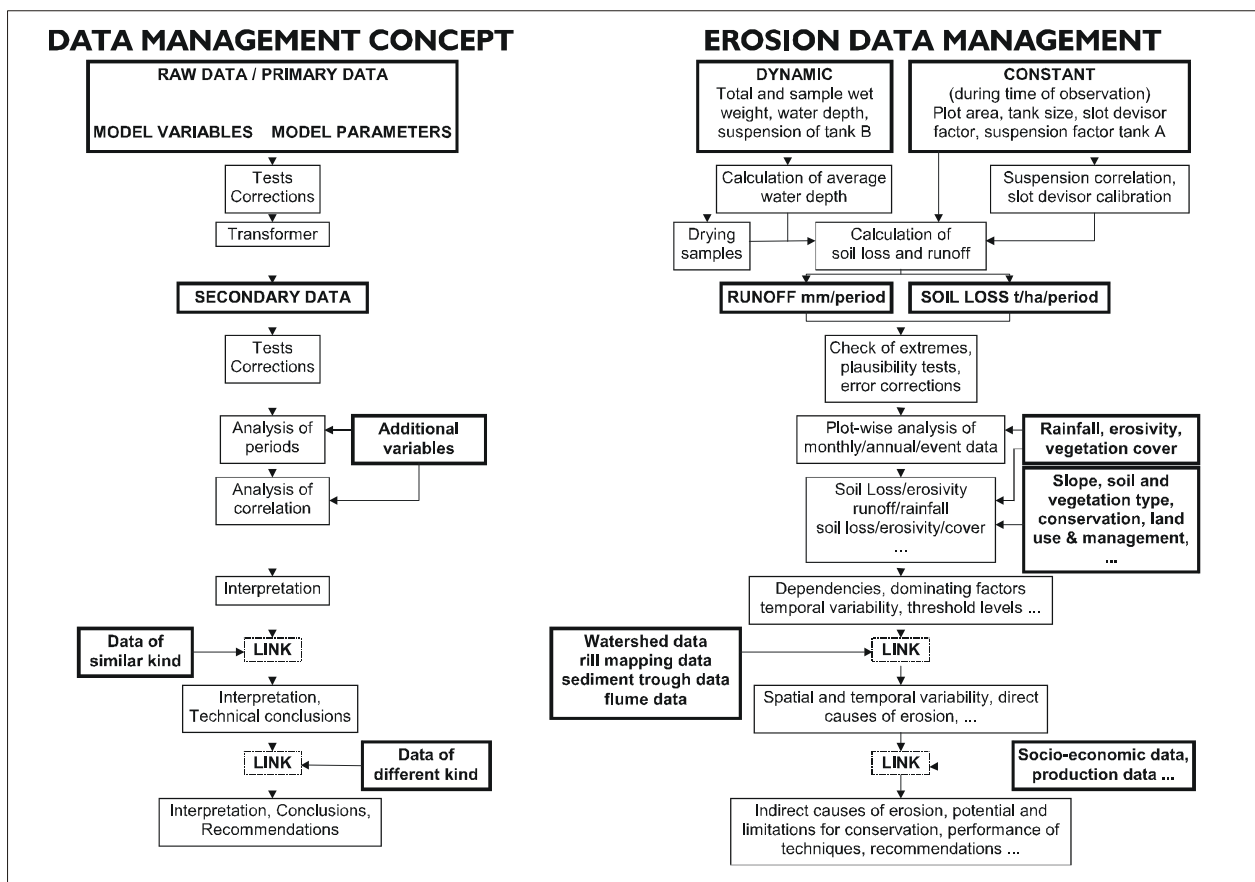 DATA MANAGEMENT CONCEPT
RAW DATA / PRIMARY DATA
MODEL VARIABLES MODEL PARAMETERS
Tests
Corrections
Transformer
SECONDARY DATA
Tests
Corrections
Analysis of
periods
Additional
variables
Analysis of
correlation
Interpretation
Data of
similar kind
LINK
Interpretation,
Technical conclusions
LINK
Data of
different kind
Interpretation, Conclusions,
Recommendations
EROSION DATA MANAGEMENT
DYNAMIC
Total and sample wet
weight, water depth,
suspension of tank B
CONSTANT
(during time of observation)
Plot area, tank size, slot devisor
factor, suspension factor tank A
Calculation of average
water depth
Suspension correlation,
slot devisor calibration
Drying
samples
Calculation of
soil loss and runoff
RUNOFF mm/period
SOIL LOSS t/ha/period
Check of extremes,
plausibility tests,
error corrections
Plot-wise analysis of
monthly/annual/event data
Rainfall, erosivity,
vegetation cover
Soil Loss/erosivity
runoff/rainfall
soil loss/erosivity/cover
...
Slope, soil and
vegetation type,
conservation, land
use & management,
...
Dependencies, dominating factors
temporal variability, threshold levels ...
Watershed data
rill mapping data
sediment trough data
flume data
LINK
Spatial and temporal variability, direct
causes of erosion, ...
LINK
Socio-economic data,
production data ...
Indirect causes of erosion, potential and
limitations for conservation, performance of
techniques, recommendations ...